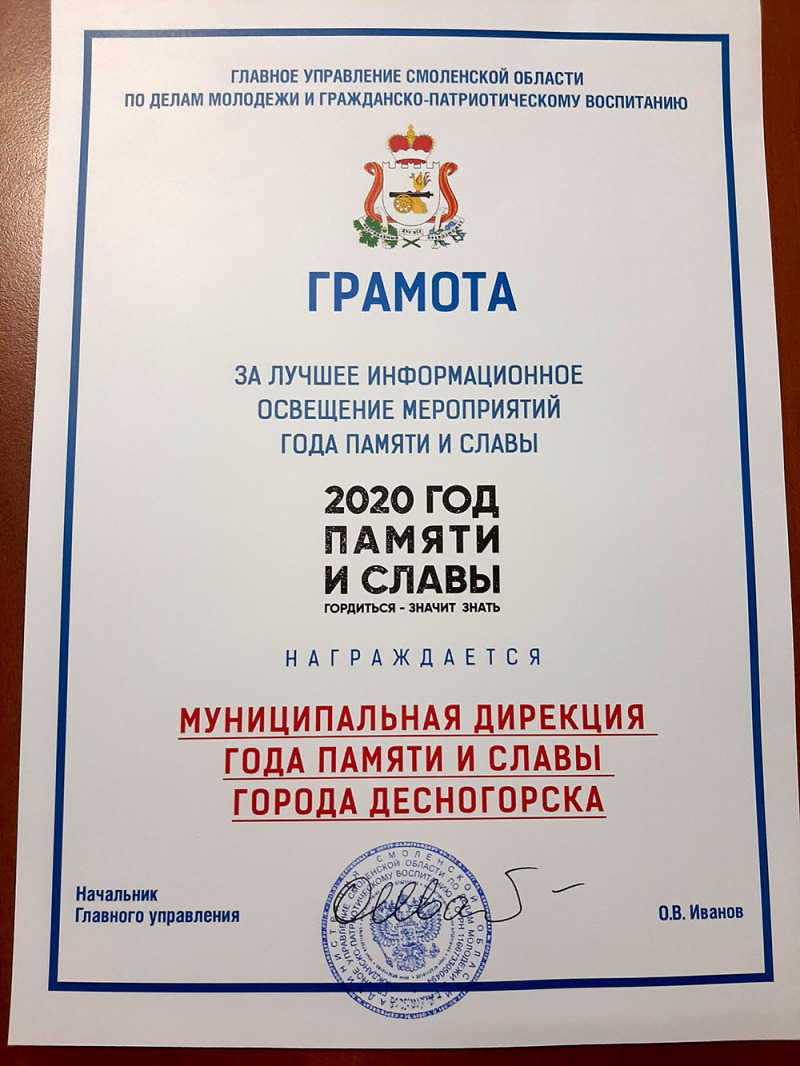 ГЛАВНОЕ УПРАВЛЕНИЕ СМОЛЕНСКОЙ ОБЛАСТИ
ПО ДЕЛАМ МОЛОДЕЖИ И ГРАЖДАНСКО-ПАТРИОТИЧЕСКОМУ ВОСПИТАНИЮ
ГРАМОТА
ЗА ЛУЧШЕЕ ИНФОРМАЦИОННОЕ
ОСВЕЩЕНИЕ МЕРОПРИЯТИЙ
ГОДА ПАМЯТИ И СЛАВЫ
2020 ГОД
ПАМЯТИ
И СЛАВЫ
ГОРДИТЬСЯ - ЗНАЧИТ ЗНАТЬ
НАГРАЖДАЕТСЯ
МУНИЦИПАЛЬНАЯ ДИРЕКЦИЯ
ГОДА ПАМЯТИ И СЛАВЫ
ГОРОДА ДЕСНОГОРСКА
Начальник
Главного управления
О.В. Иванов